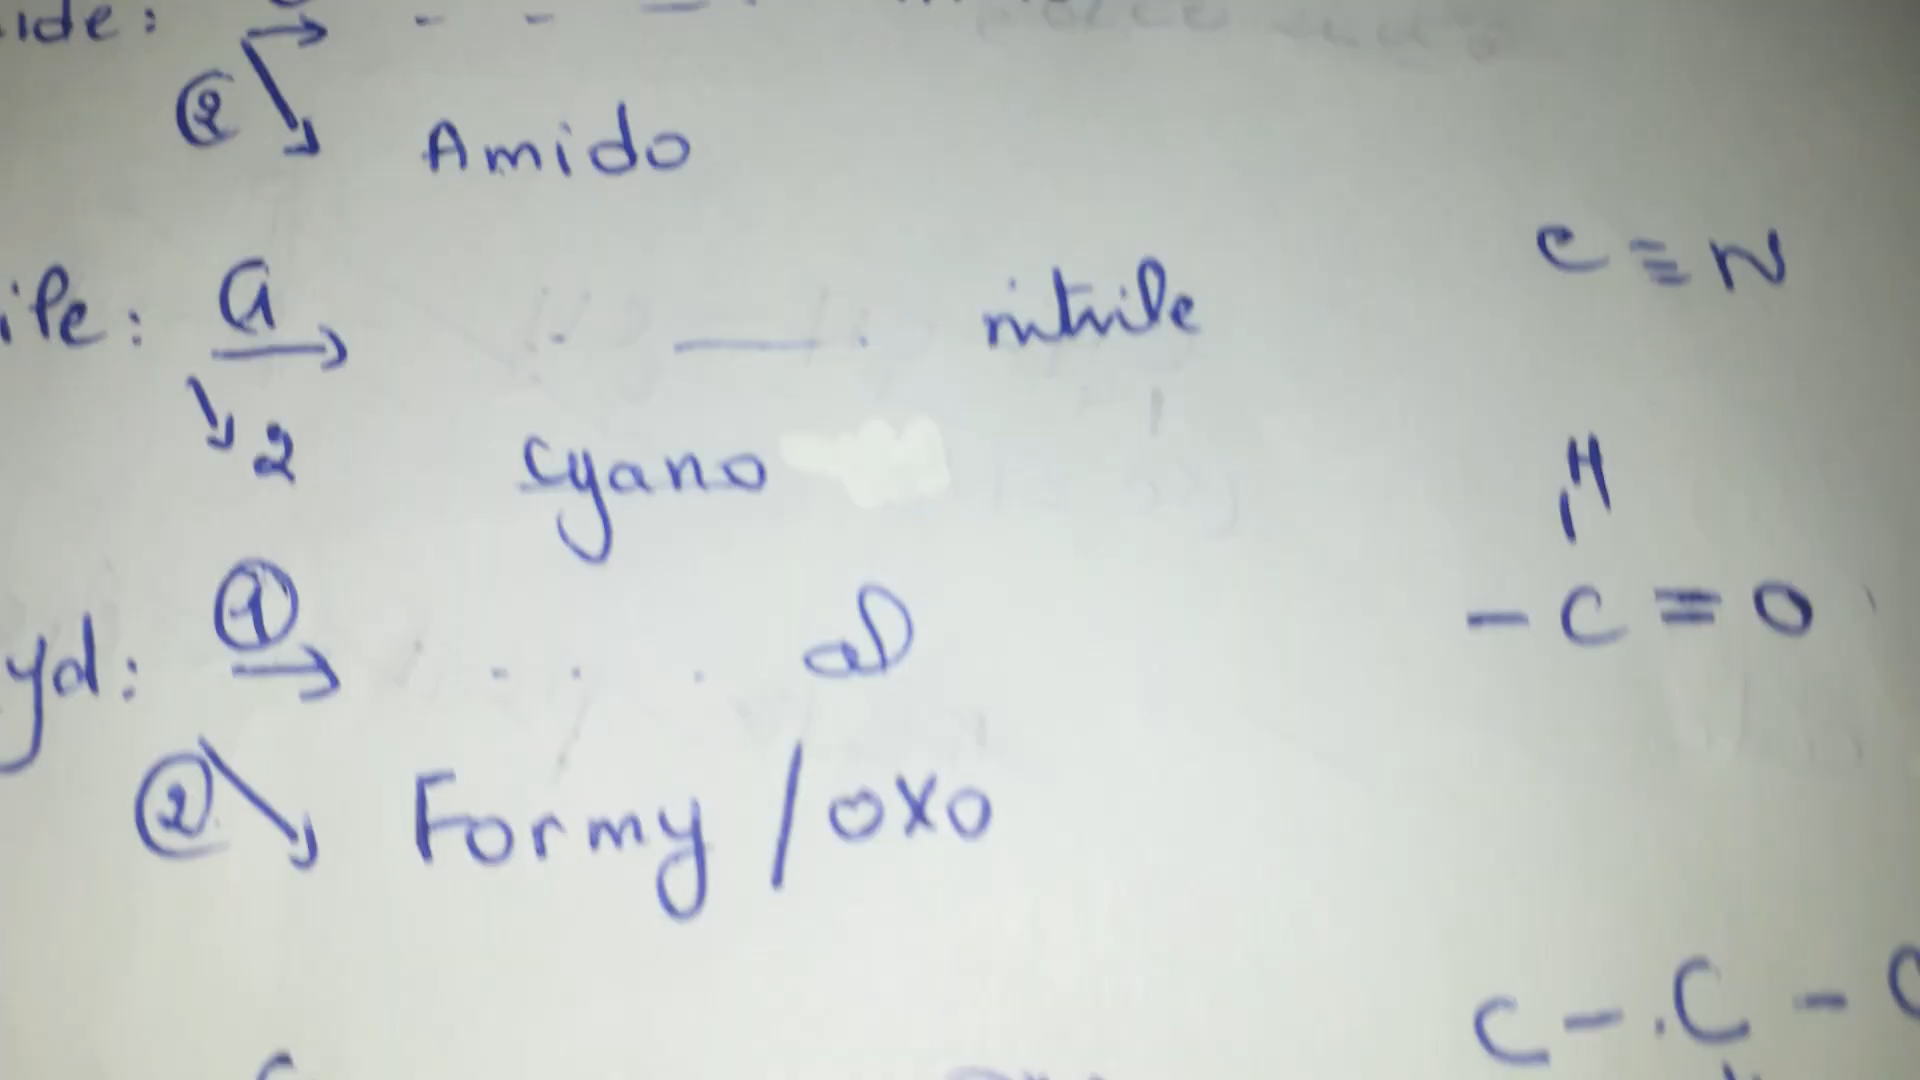 ide: → - - -
② ↘ Amido
C ≡ N
ile: ① → - —— . nitrile
↘ 2 cyano
H
yd: ① → . . . . al
- C = O
② ↘ Formy / oxo
C - . C - C